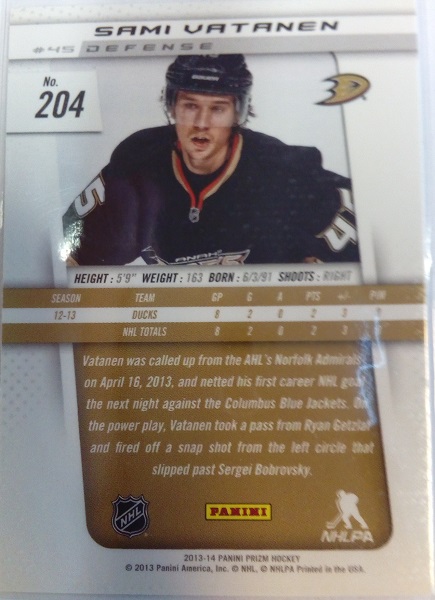 SAMI VATANEN
#45 DEFENSE
No.
204
BAUER
45
ANAHEIM
HEIGHT : 5'9" WEIGHT : 163 BORN : 6/3/91 SHOOTS : RIGHT
SEASON TEAM GP G A PTS +/- PIM
12-13 DUCKS 8 2 0 2 3
NHL TOTALS 8 2 0 2 3
Vatanen was called up from the AHL's Norfolk Admirals
on April 16, 2013, and netted his first career NHL goal
the next night against the Columbus Blue Jackets. On
the power play, Vatanen took a pass from Ryan Getzlaf
and fired off a snap shot from the left circle that
slipped past Sergei Bobrovsky.
NHL PANINI NHLPA
2013-14 PANINI PRIZM HOCKEY
© 2013 Panini America, Inc. © NHL, © NHLPA Printed in the USA.